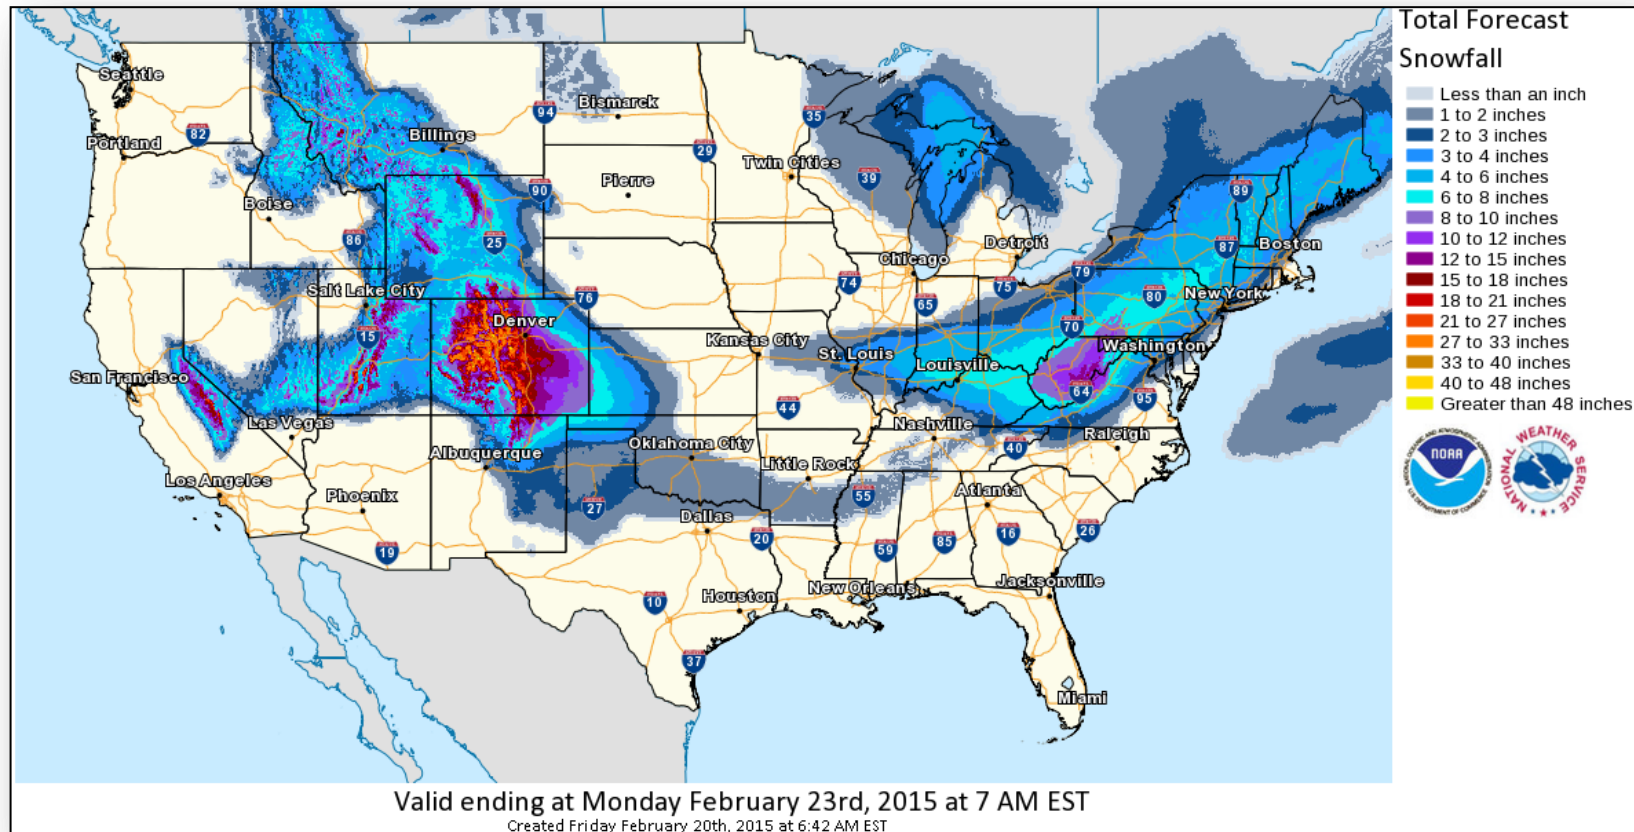 Total Forecast
Snowfall
Less than an inch
1 to 2 inches
2 to 3 inches
3 to 4 inches
4 to 6 inches
6 to 8 inches
8 to 10 inches
10 to 12 inches
12 to 15 inches
15 to 18 inches
18 to 21 inches
21 to 27 inches
27 to 33 inches
33 to 40 inches
40 to 48 inches
Greater than 48 inches
NOAA
NATIONAL OCEANIC AND ATMOSPHERIC ADMINISTRATION
U.S. DEPARTMENT OF COMMERCE
NATIONAL WEATHER SERVICE
Seattle
Bismarck
94
35
82
Billings
Portland
29
Twin Cities
39
Pierre
90
89
Boise
86
25
Detroit
87
Boston
Chicago
79
Salt Lake City
76
74
75
80
New York
65
Denver
70
15
Kansas City
Washington
St. Louis
Louisville
San Francisco
64
95
44
Las Vegas
Nashville
Raleigh
Oklahoma City
40
Albuquerque
Little Rock
Los Angeles
Phoenix
55
Atlanta
27
Dallas
20
16
26
19
59
85
Jacksonville
New Orleans
10
Houston
37
Miami
Valid ending at Monday February 23rd, 2015 at 7 AM EST
Created Friday February 20th, 2015 at 6:42 AM EST